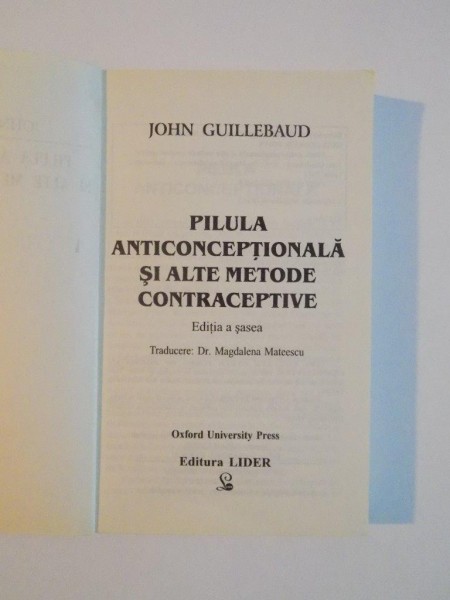 JOHN GUILLEBAUD
PILULA
ANTICONCEPȚIONALĂ
ȘI ALTE METODE
CONTRACEPTIVE
Ediția a șasea
Traducere: Dr. Magdalena Mateescu
Oxford University Press
Editura LIDER